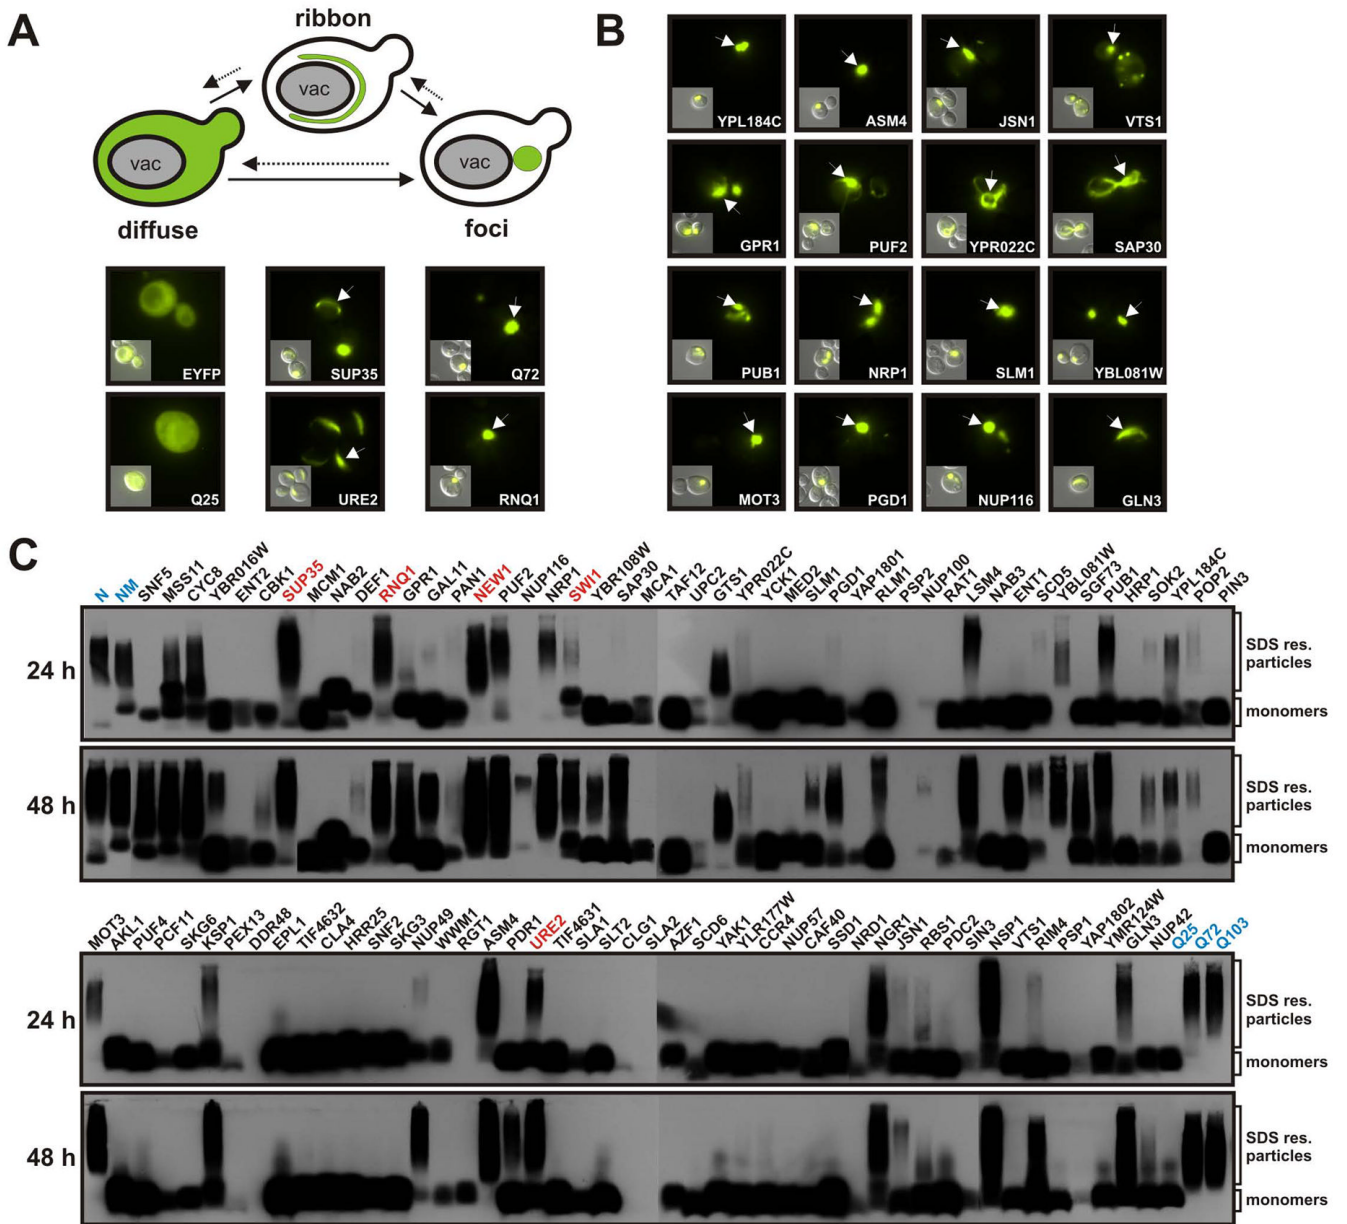 A
ribbon
vac
vac
vac
diffuse
foci
EYFP
SUP35
Q72
Q25
URE2
RNQ1
B
YPL184C
ASM4
JSN1
VTS1
GPR1
PUF2
YPR022C
SAP30
PUB1
NRP1
SLM1
YBL081W
MOT3
PGD1
NUP116
GLN3
C
N
NM
SNF5
MSS11
CYC8
YBR016W
ENT2
CBK1
SUP35
MCM1
NAB2
DEF1
RNQ1
GPR1
GAL11
PAN1
NEW1
PUF2
NUP116
NRP1
SWI1
YBR108W
SAP30
MCA1
TAF12
UPC2
GTS1
YPR022C
YCK1
MED2
SLM1
PGD1
YAP1801
RLM1
PSP2
NUP100
RAT1
LSM4
NAB3
ENT1
SCD5
YBL081W
SGF73
PUB1
HRP1
SOK2
YPL184C
POP2
PIN3
24 h
SDS res.
particles
monomers
48 h
SDS res.
particles
monomers
MOT3
AKL1
PUF4
PCF11
SKG6
KSP1
PEX13
DDR48
EPL1
TIF4632
CLA4
HRR25
SNF2
SKG3
NUP49
WWM1
RGT1
ASM4
PDR1
URE2
TIF4631
SLA1
SLT2
CLG1
SLA2
AZF1
SCD6
YAK1
YLR177W
CCR4
NUP57
CAF40
SSD1
NRD1
NGR1
JSN1
RBS1
PDC2
SIN3
NSP1
VTS1
RIM4
PSP1
YAP1802
YMR124W
GLN3
NUP42
Q25
Q72
Q103
24 h
SDS res.
particles
monomers
48 h
SDS res.
particles
monomers